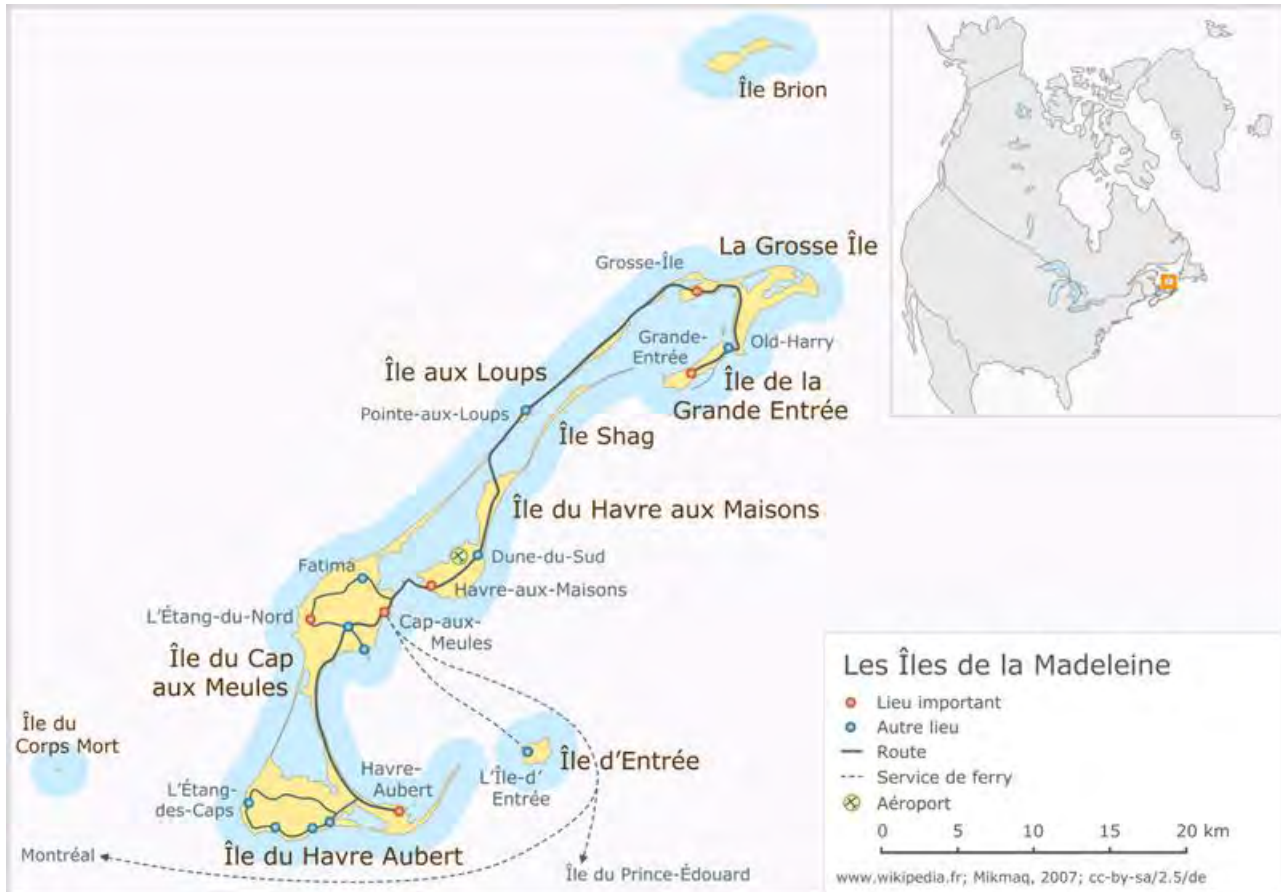 Île Brion
La Grosse Île
Grosse-Île
Grande-
Entrée
Old-Harry
Île aux Loups
Île de la
Grande Entrée
Pointe-aux-Loups
Île Shag
Île du Havre aux Maisons
Fatima
Dune-du-Sud
Havre-aux-Maisons
L'Étang-du-Nord
Cap-aux-
Meules
Île du Cap
aux Meules
Île du
Corps Mort
Île d'Entrée
L'Île-d'
Entrée
Havre-
Aubert
L'Étang-
des-Caps
Île du Havre Aubert
Montréal
Île du Prince-Édouard
Les Îles de la Madeleine
Lieu important
Autre lieu
Route
Service de ferry
Aéroport
0 5 10 15 20 km
www.wikipedia.fr; Mikmaq, 2007; cc-by-sa/2.5/de